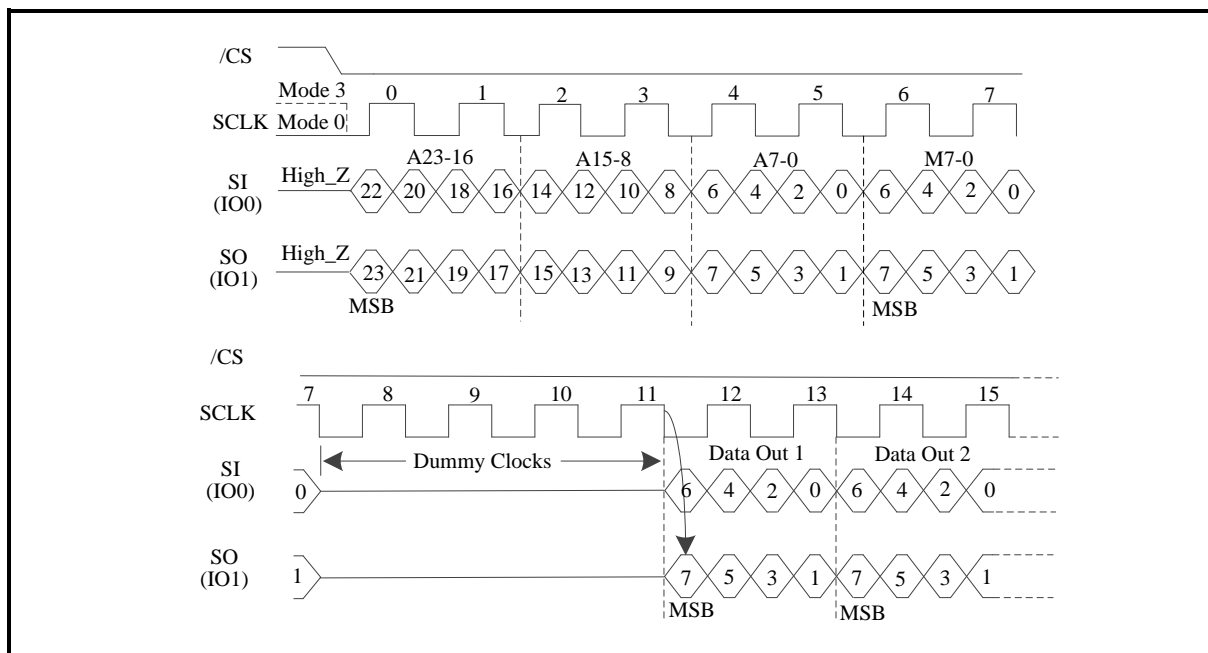 /CS
Mode 3
SCLK Mode 0
0 1 2 3 4 5 6 7
A23-16 A15-8 A7-0 M7-0
SI
(IO0)
High_Z
22 20 18 16 14 12 10 8 6 4 2 0 6 4 2 0
SO
(IO1)
High_Z
23 21 19 17 15 13 11 9 7 5 3 1 7 5 3 1
MSB MSB
/CS
7 8 9 10 11 12 13 14 15
SCLK
Dummy Clocks Data Out 1 Data Out 2
SI
(IO0)
0 6 4 2 0 6 4 2 0
SO
(IO1)
1 7 5 3 1 7 5 3 1
MSB MSB